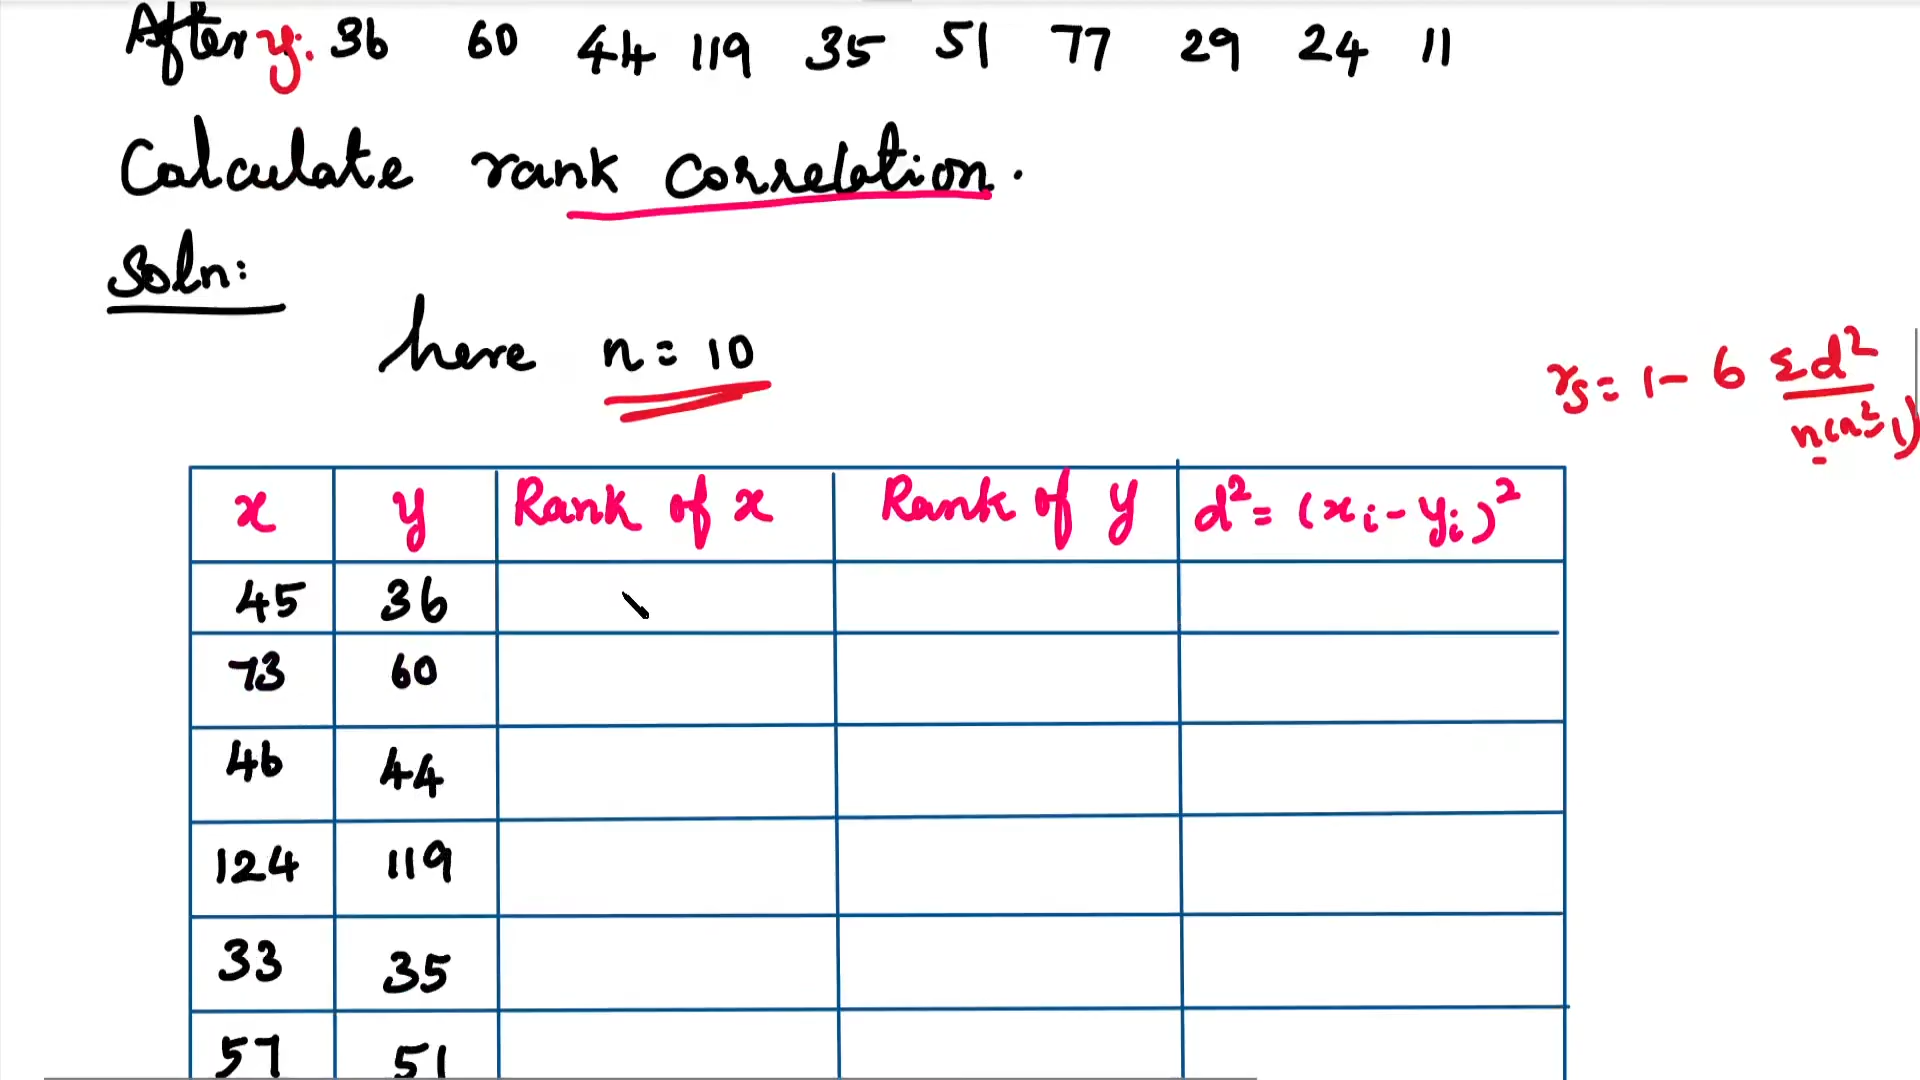 After y: 36 60 44 119 35 51 77 29 24 11
Calculate rank correlation.
Soln:
here n = 10
rs = 1 - 6 Σd²
n(n²-1)
x y Rank of x Rank of y d² = (xi - yi)²
45 36
73 60
46 44
124 119
33 35
57 51